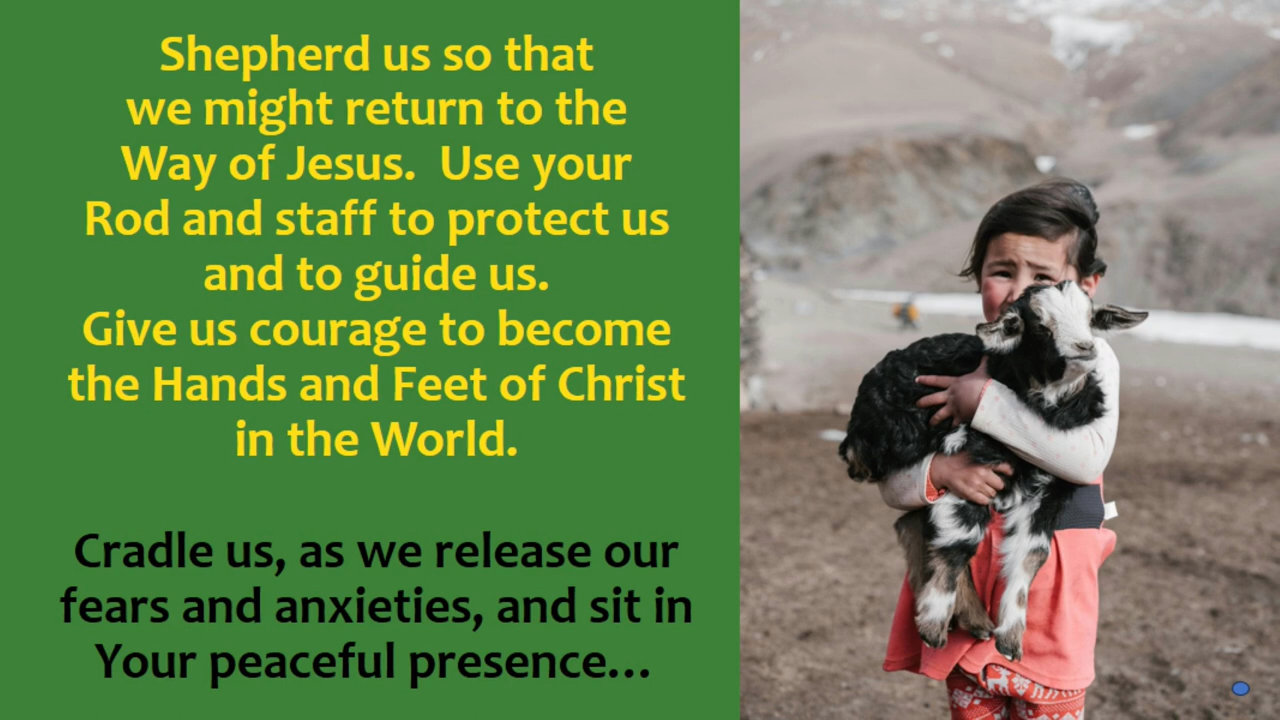 Shepherd us so that
we might return to the
Way of Jesus.  Use your
Rod and staff to protect us
and to guide us.
Give us courage to become
the Hands and Feet of Christ
in the World.
Cradle us, as we release our
fears and anxieties, and sit in
Your peaceful presence...